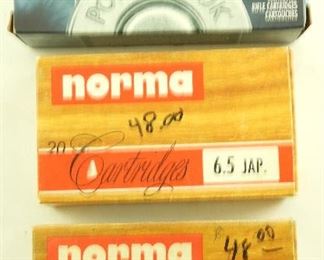 RIFLE CARTRIDGES
CARTOUCHES
norma
48.00
20 Cartridges 6.5 JAP.
norma
$48.00